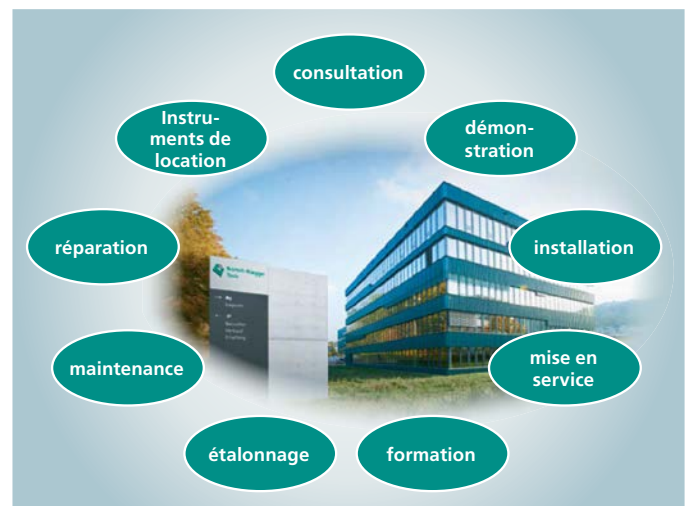 consultation
démon-
stration
installation
mise en
service
formation
étalonnage
maintenance
réparation
Instru-
ments de
location